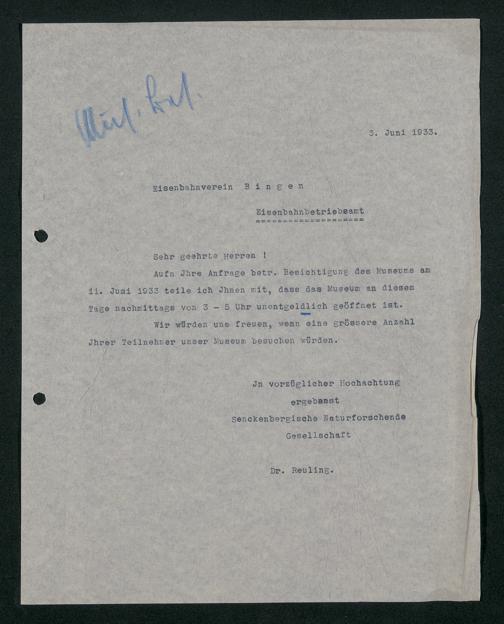 3. Juni 1933.
Eisenbahnverein B i n g e n
Eisenbahnbetriebsamt
Sehr geehrte Herren !
Aufn Jhre Anfrage betr. Besichtigung des Museums am
11. Juni 1933 teile ich Jhnen mit, dass das Museum an diesem
Tage nachmittags von 3 - 5 Uhr unentgeldlich geöffnet ist.
Wir würden uns freuen, wenn eine grössere Anzahl
Jhrer Teilnehmer unser Museum besuchen würden.
Jn vorzüglicher Hochachtung
ergebenst
Senckenbergische Naturforschende
Gesellschaft
Dr. Reuling.